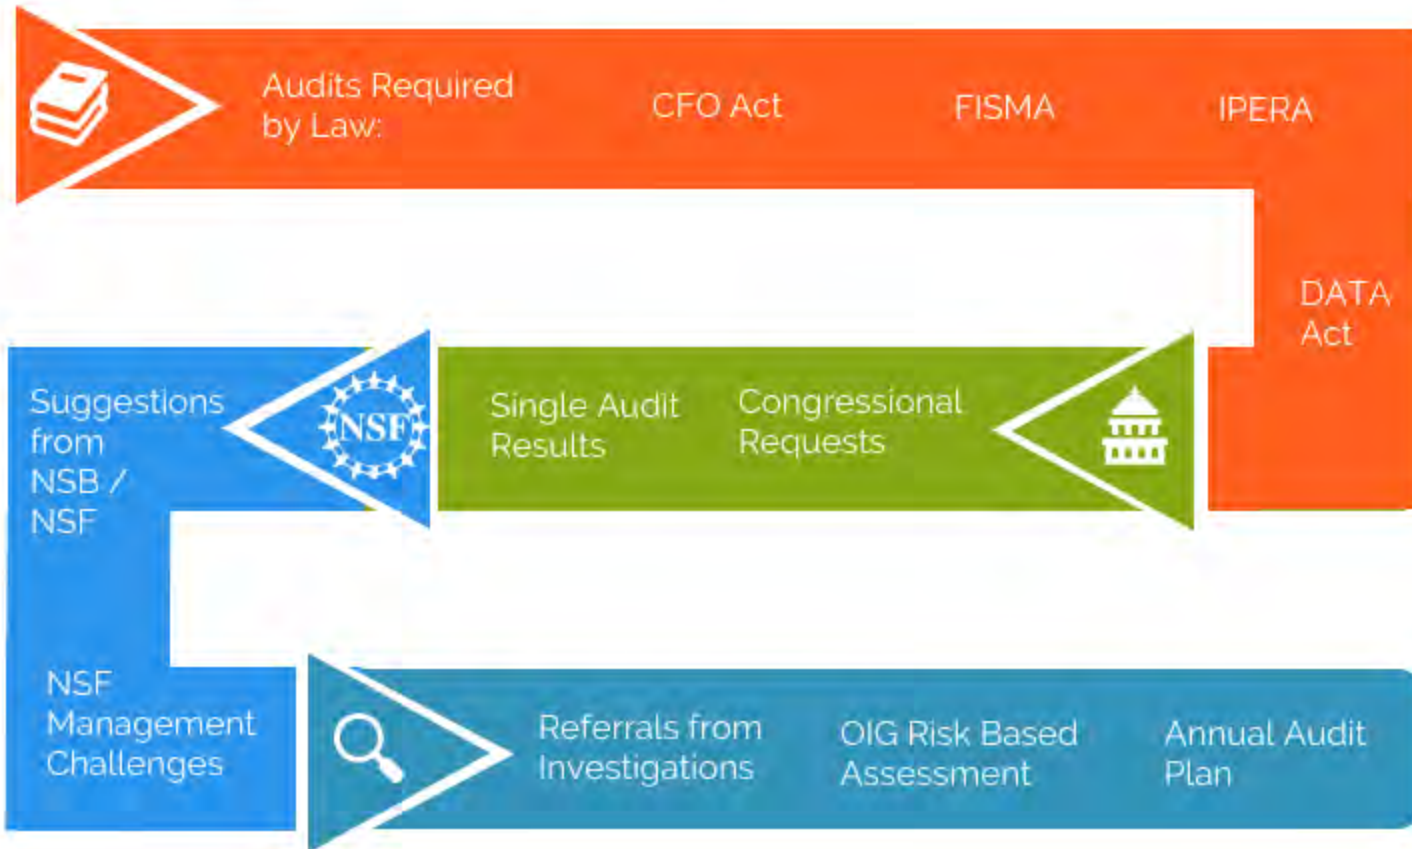 Audits Required
by Law:
CFO Act
FISMA
IPERA
DATA
Act
Congressional
Requests
Single Audit
Results
NSF
Suggestions
from
NSB /
NSF
NSF
Management
Challenges
Referrals from
Investigations
OIG Risk Based
Assessment
Annual Audit
Plan